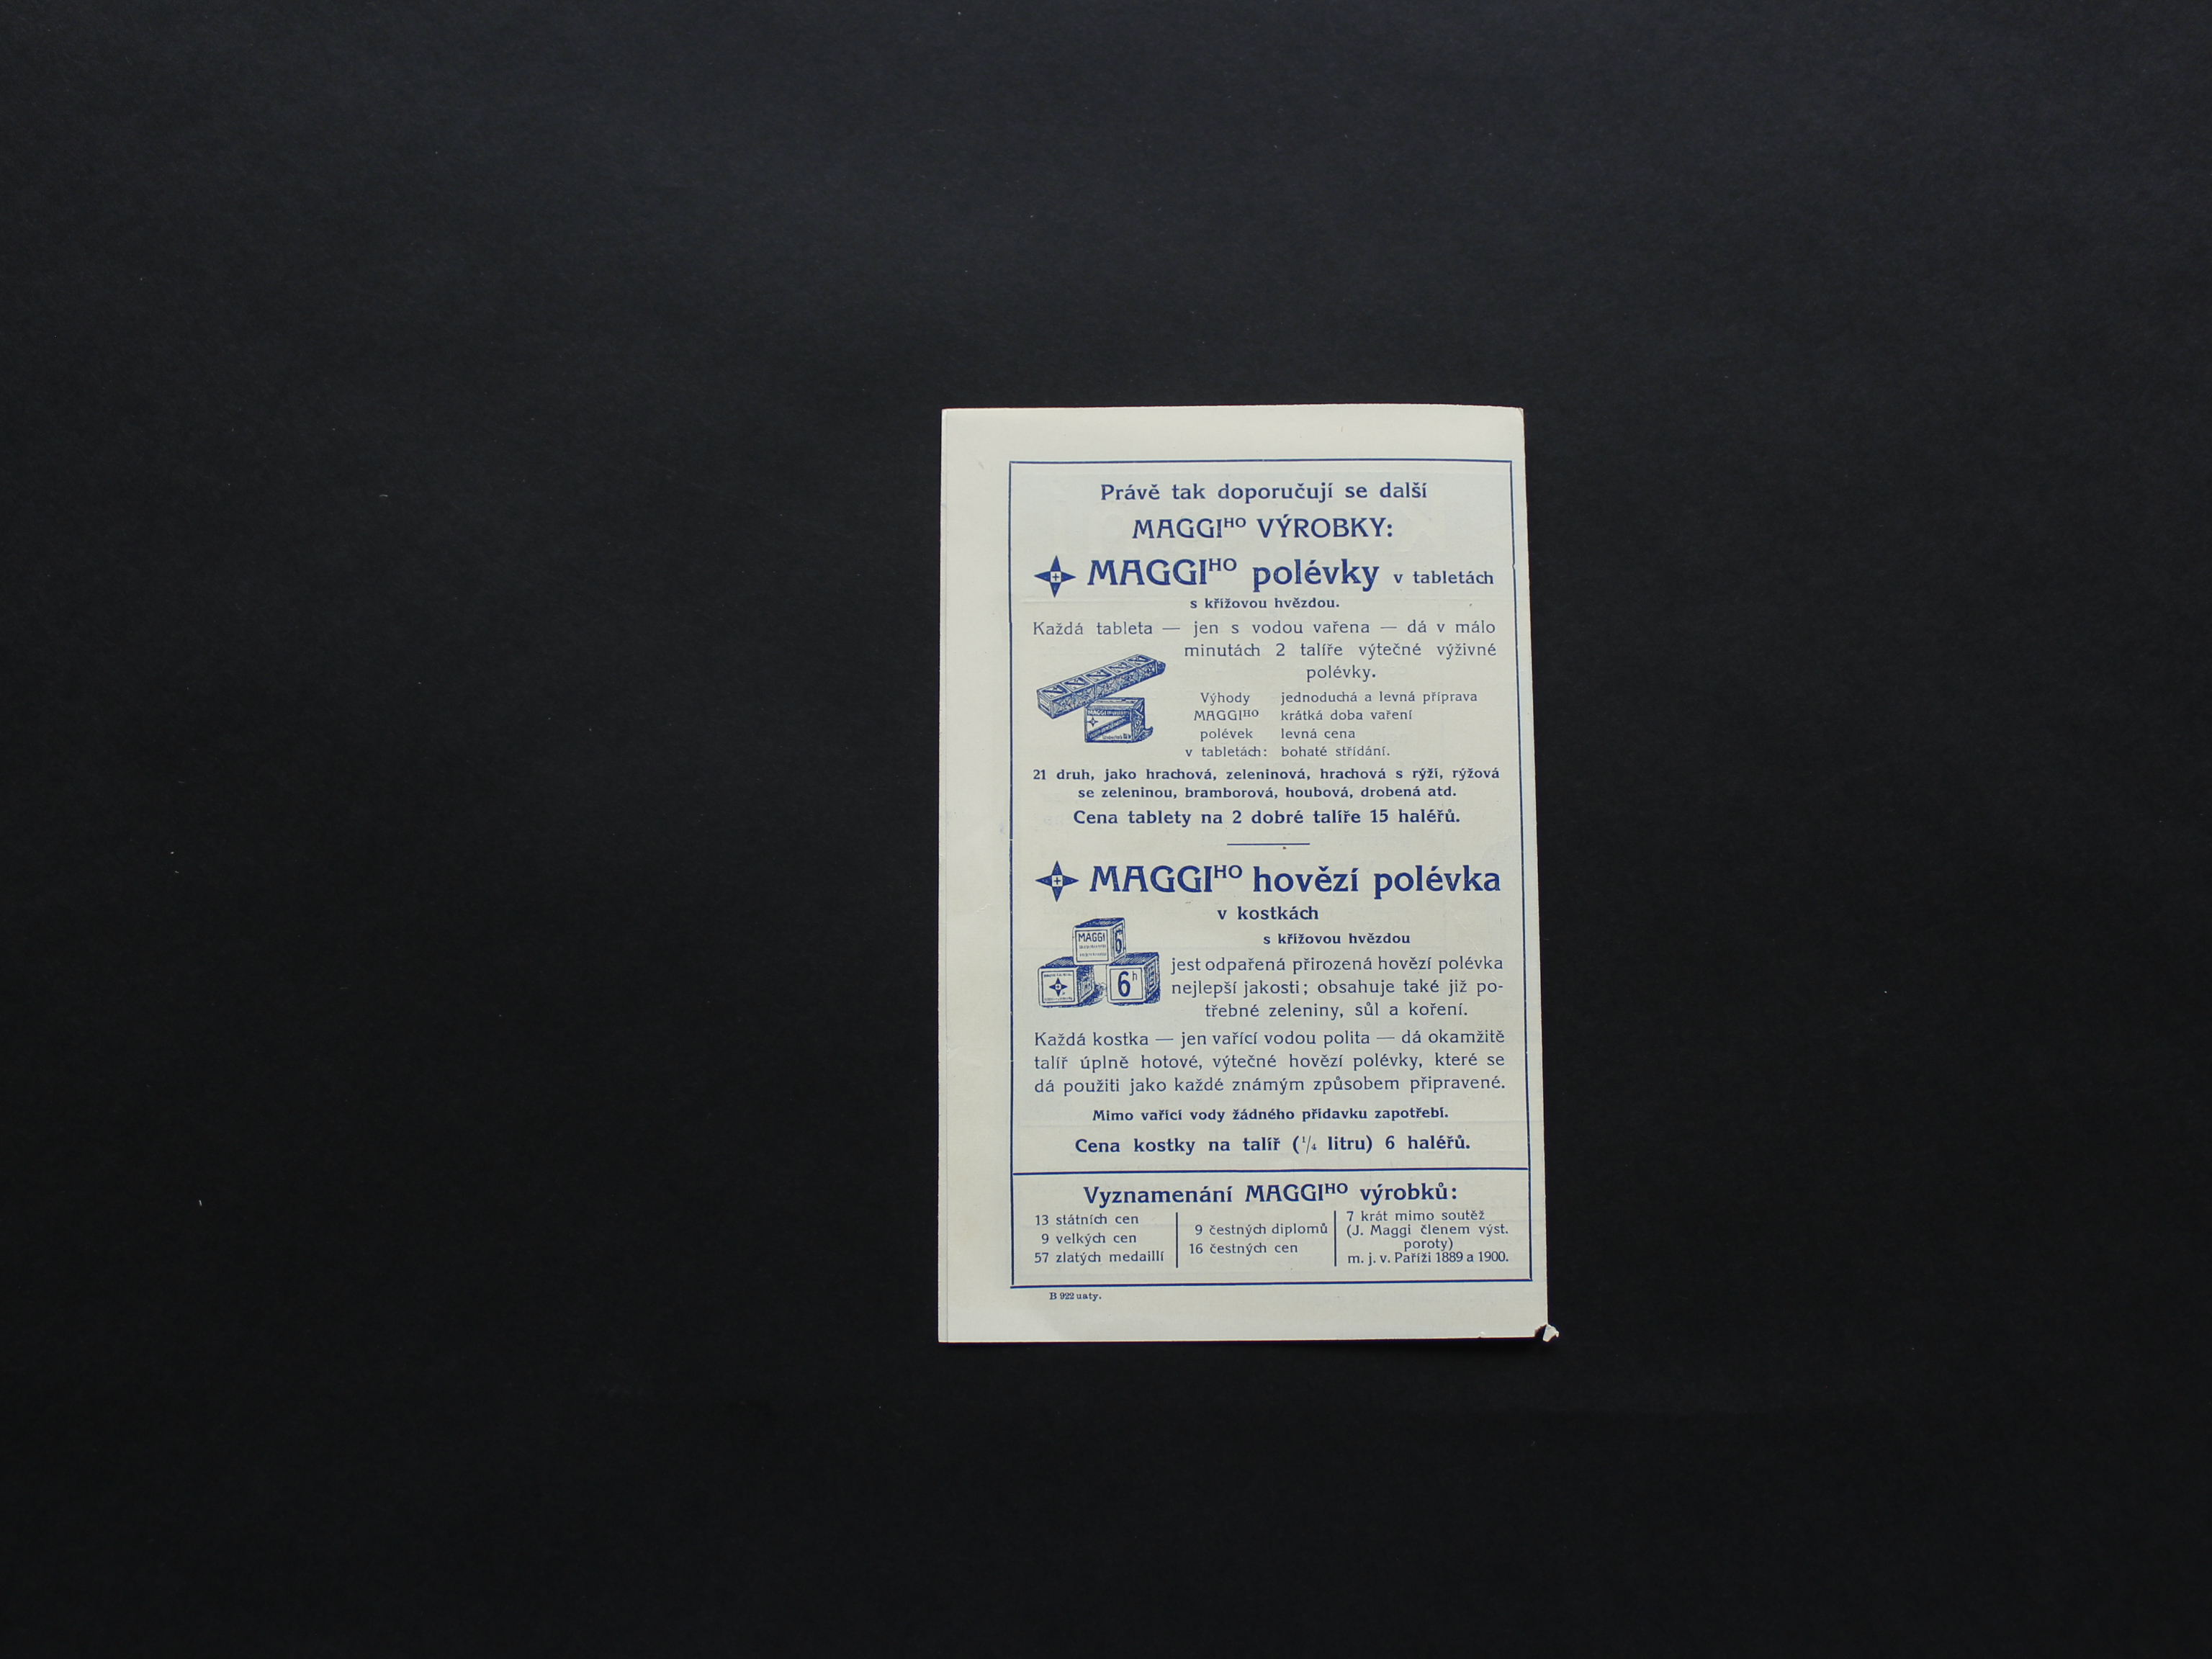 Právě tak doporučují se další
MAGGIHO VÝROBKY:
MAGGIHO polévky v tabletách
s křížovou hvězdou.
Každá tableta — jen s vodou vařena — dá v málo
minutách 2 talíře výtečné výživné
polévky.
Výhody jednoduchá a levná příprava
MAGGIHO krátká doba vaření
polévek levná cena
v tabletách: bohaté střídání.
21 druh, jako hrachová, zeleninová, hrachová s rýží, rýžová
se zeleninou, bramborová, houbová, drobená atd.
Cena tablety na 2 dobré talíře 15 haléřů.
MAGGIHO hovězí polévka
v kostkách
s křížovou hvězdou
MAGGI 6
6h
jest odpařená přirozená hovězí polévka
nejlepší jakosti; obsahuje také již po-
třebné zeleniny, sůl a koření.
Každá kostka — jen vařící vodou polita — dá okamžitě
talíř úplně hotové, výtečné hovězí polévky, které se
dá použiti jako každé známým způsobem připravené.
Mimo vařící vody žádného přídavku zapotřebí.
Cena kostky na talíř (1/4 litru) 6 haléřů.
Vyznamenání MAGGIHO výrobků:
13 státních cen
9 velkých cen
57 zlatých medaillí
9 čestných diplomů
16 čestných cen
7 krát mimo soutěž
(J. Maggi členem výst.
poroty)
m. j. v. Paříži 1889 a 1900.
B 922 uaty.